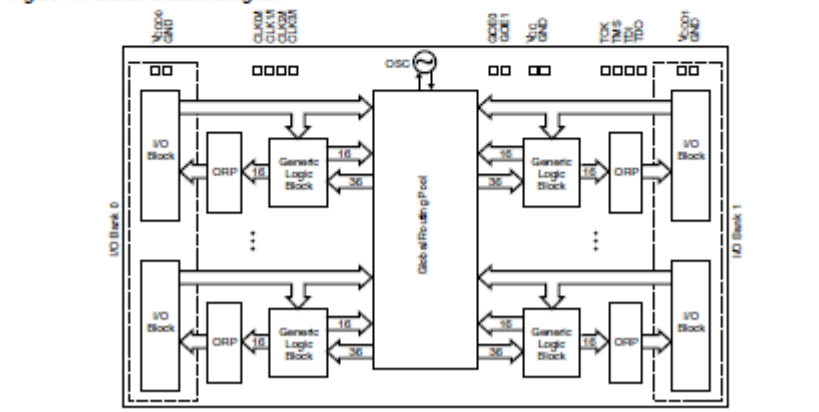 VCCO0
GND
CLK0/I
CLK1/I
CLK2/I
CLK3/I
OSC
GOE0
GOE1
VCC
GND
TCK
TMS
TDI
TDO
VCCO1
GND
I/O Bank 0
I/O
Block
ORP
16
Generic
Logic
Block
16
36
Global Routing Pool
16
36
Generic
Logic
Block
16
ORP
I/O
Block
I/O Bank 1
I/O
Block
ORP
16
Generic
Logic
Block
16
36
16
36
Generic
Logic
Block
16
ORP
I/O
Block